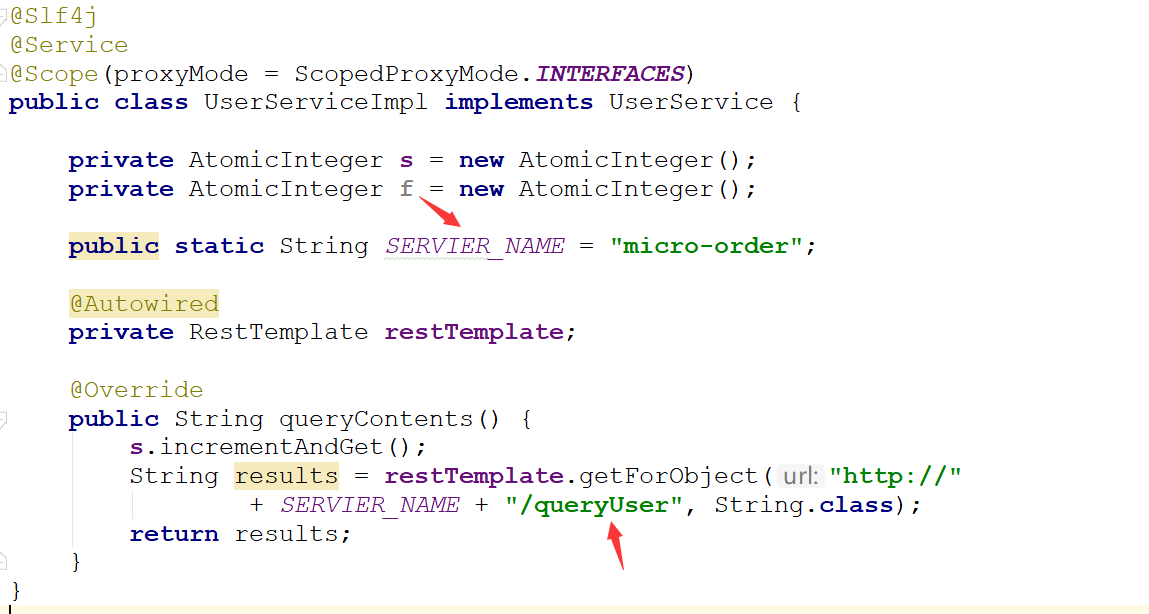 @Slf4j
@Service
@Scope(proxyMode = ScopedProxyMode.INTERFACES)
public class UserServiceImpl implements UserService {
private AtomicInteger s = new AtomicInteger();
private AtomicInteger f = new AtomicInteger();
public static String SERVIER_NAME = "micro-order";
@Autowired
private RestTemplate restTemplate;
@Override
public String queryContents() {
s.incrementAndGet();
String results = restTemplate.getForObject( url: "http://"
+ SERVIER_NAME + "/queryUser", String.class);
return results;
}
}